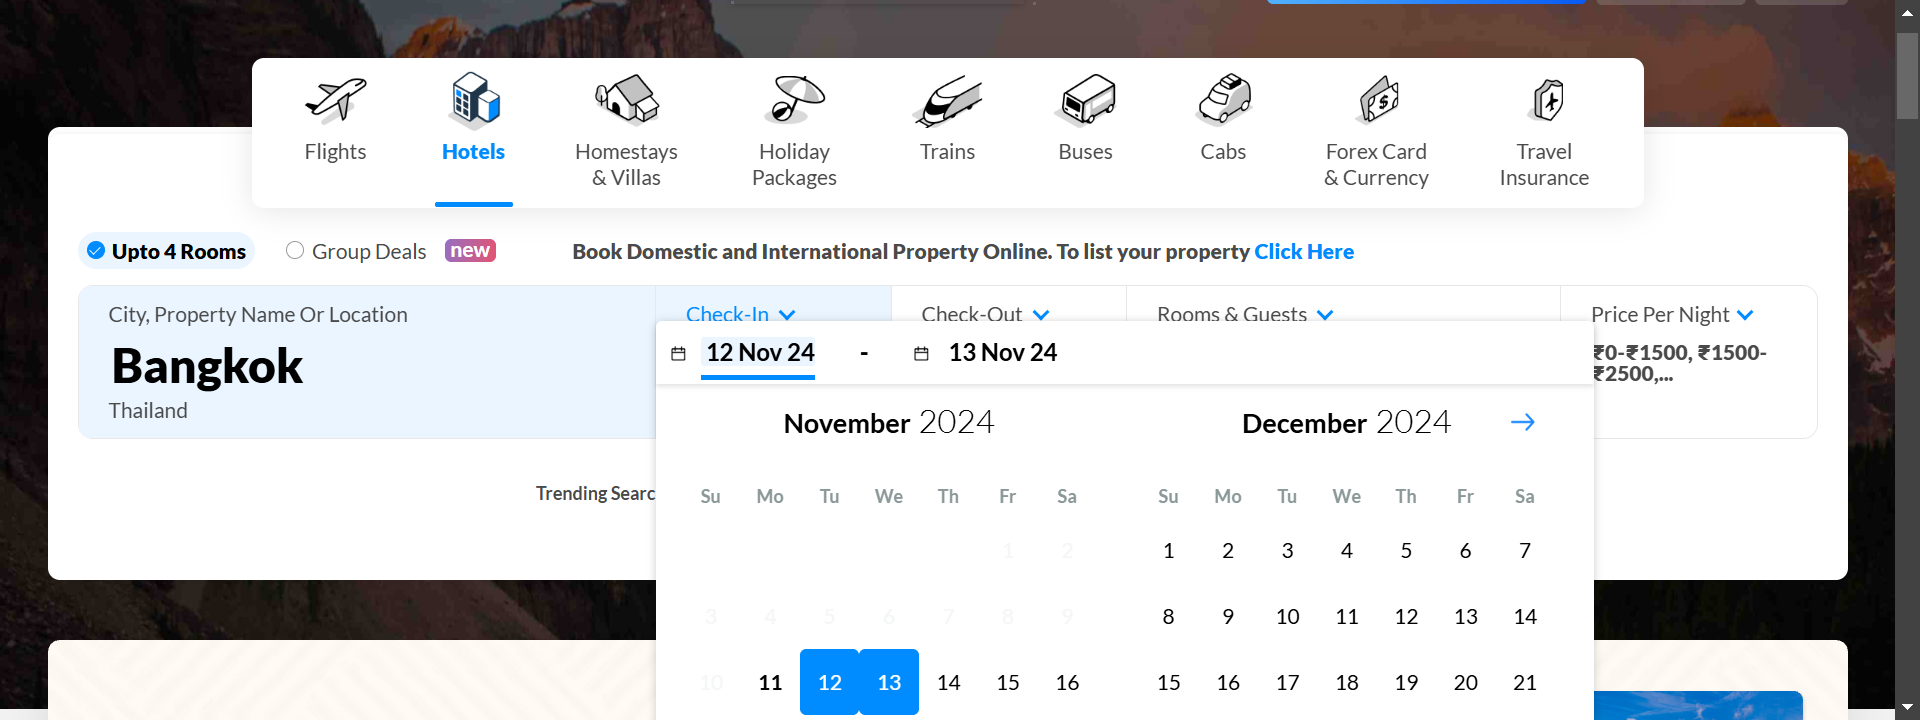 Flights
Hotels
Homestays
& Villas
Holiday
Packages
Trains
Buses
Cabs
Forex Card
& Currency
Travel
Insurance
Upto 4 Rooms
Group Deals
new
Book Domestic and International Property Online. To list your property Click Here
City, Property Name Or Location
Bangkok
Thailand
Check-In
Check-Out
Rooms & Guests
Price Per Night
₹0-₹1500, ₹1500-
₹2500,...
12 Nov 24 - 13 Nov 24
Trending Searc
November 2024
Su Mo Tu We Th Fr Sa
1 2
3 4 5 6 7 8 9
10 11 12 13 14 15 16
December 2024
Su Mo Tu We Th Fr Sa
1 2 3 4 5 6 7
8 9 10 11 12 13 14
15 16 17 18 19 20 21